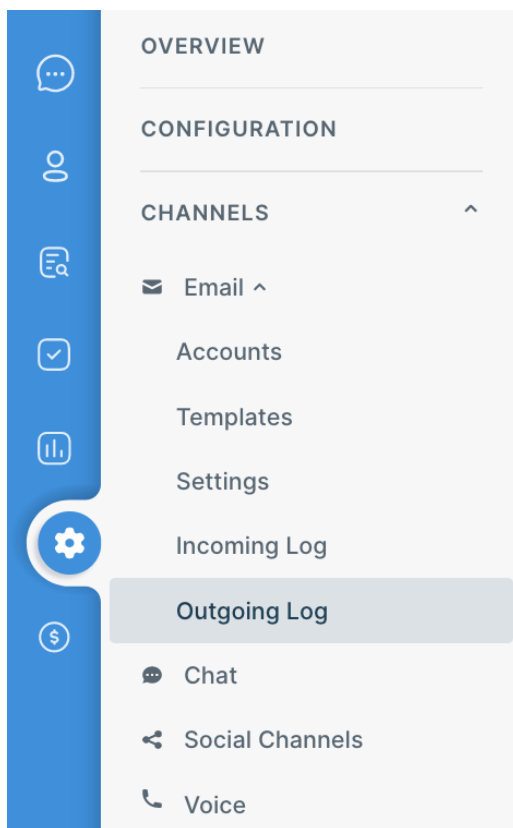 OVERVIEW
CONFIGURATION
CHANNELS
Email
Accounts
Templates
Settings
Incoming Log
Outgoing Log
Chat
Social Channels
Voice
$